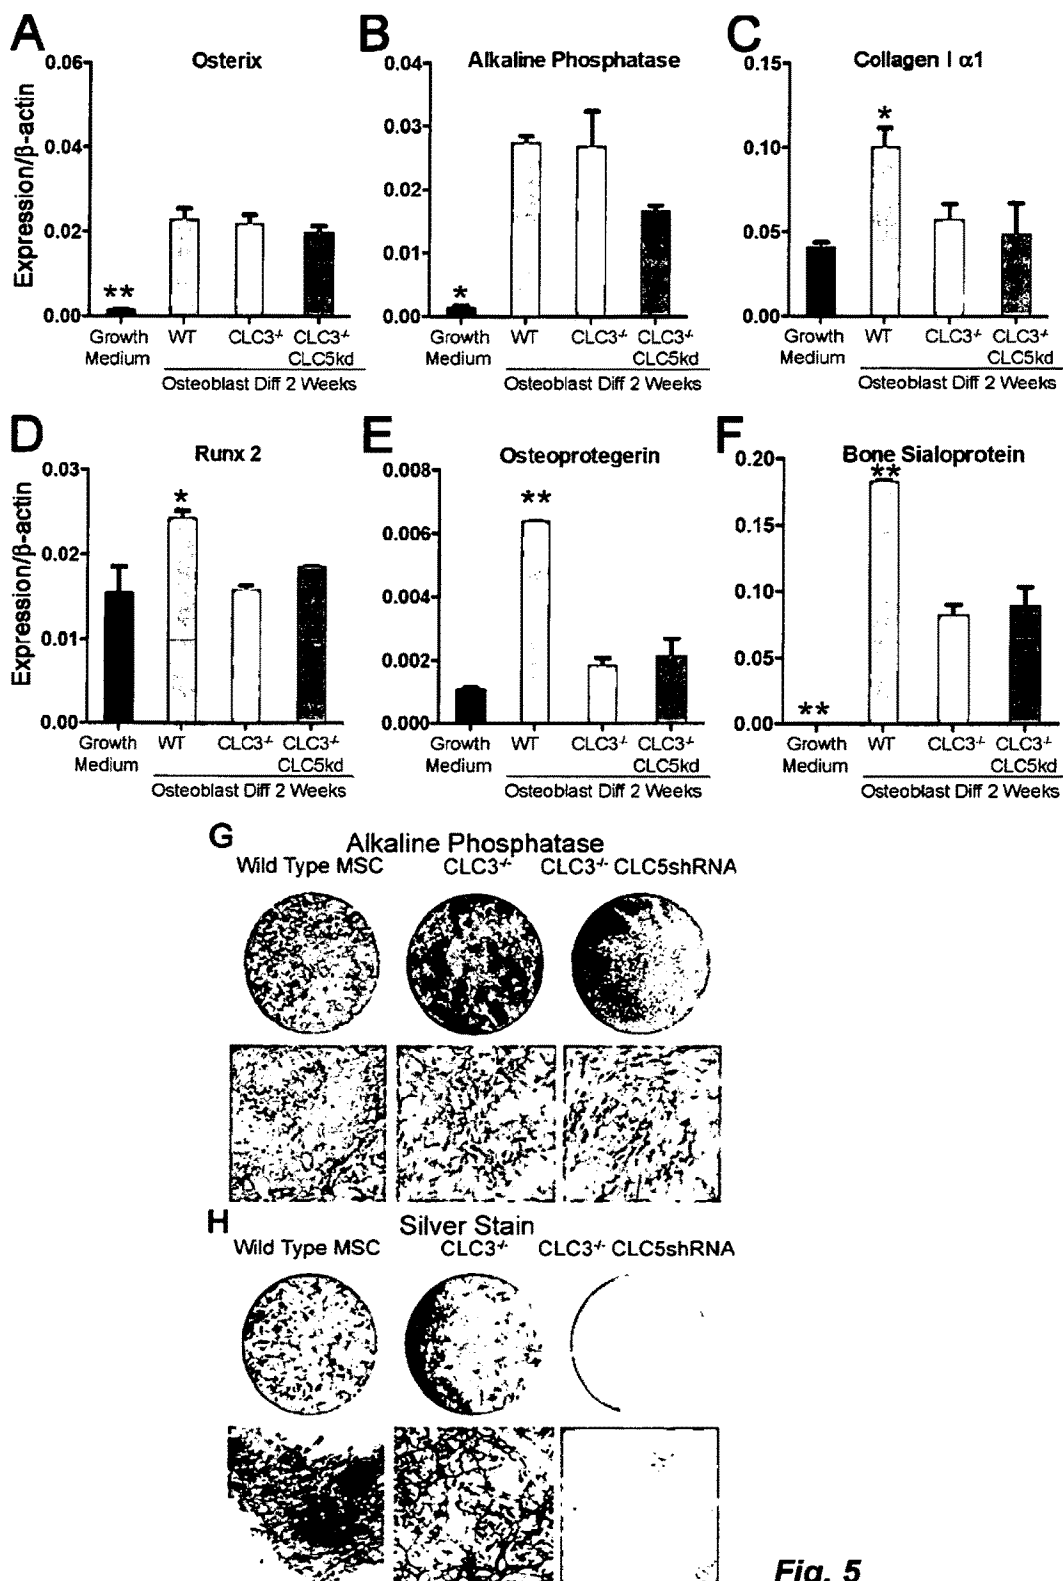 A
Osterix
Expression/β-actin
0.06
0.04
0.02
0.00
**
Growth Medium
WT
CLC3-/-
CLC3-/- CLC5kd
Osteoblast Diff 2 Weeks
B
Alkaline Phosphatase
0.04
0.03
0.02
0.01
0.00
*
Growth Medium
WT
CLC3-/-
CLC3-/- CLC5kd
Osteoblast Diff 2 Weeks
C
Collagen I α1
0.15
0.10
0.05
0.00
*
Growth Medium
WT
CLC3-/-
CLC3-/- CLC5kd
Osteoblast Diff 2 Weeks
D
Runx 2
Expression/β-actin
0.03
0.02
0.01
0.00
*
Growth Medium
WT
CLC3-/-
CLC3-/- CLC5kd
Osteoblast Diff 2 Weeks
E
Osteoprotegerin
0.008
0.006
0.004
0.002
0.000
**
Growth Medium
WT
CLC3-/-
CLC3-/- CLC5kd
Osteoblast Diff 2 Weeks
F
Bone Sialoprotein
0.20
0.15
0.10
0.05
0.00
**
**
Growth Medium
WT
CLC3-/-
CLC3-/- CLC5kd
Osteoblast Diff 2 Weeks
G
Alkaline Phosphatase
Wild Type MSC
CLC3-/-
CLC3-/- CLC5shRNA
H
Silver Stain
Wild Type MSC
CLC3-/-
CLC3-/- CLC5shRNA
Fig. 5